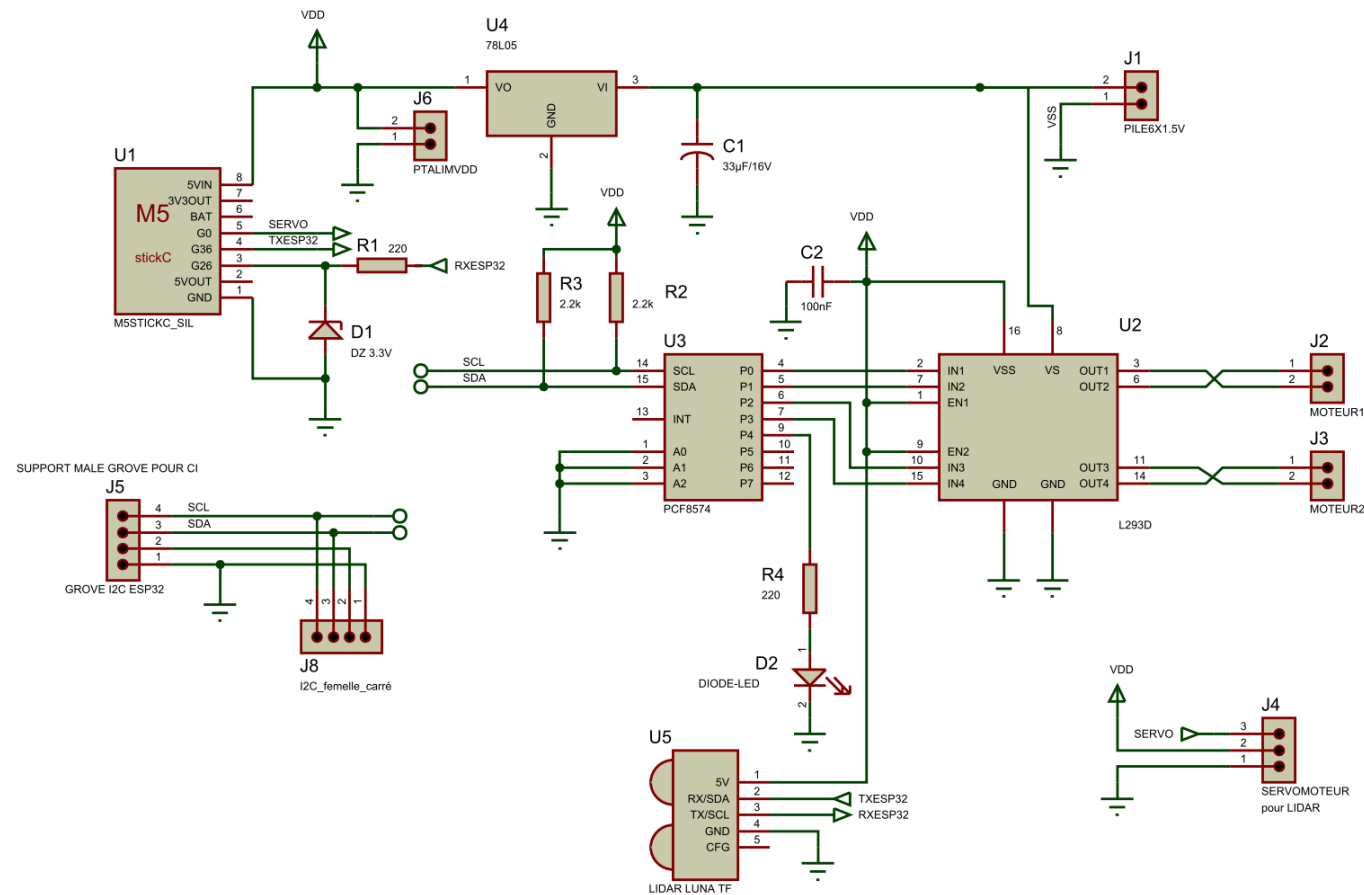 VDD
U4
78L05
1
VO
VI
3
GND
2
J1
2
1
VSS
PILE6X1.5V
J6
2
1
PTALIMVDD
C1
33µF/16V
U1
M5
stickC
5VIN
8
3V3OUT
7
BAT
6
G0
5
SERVO
G36
4
TXESP32
G26
3
5VOUT
2
GND
1
M5STICKC_SIL
R1
220
RXESP32
D1
DZ 3.3V
VDD
R3
2.2k
R2
2.2k
SCL
SDA
U3
14
SCL
15
SDA
13
INT
1
A0
2
A1
3
A2
P0
4
P1
5
P2
6
P3
7
P4
9
P5
10
P6
11
P7
12
PCF8574
VDD
C2
100nF
U2
16
8
VSS
VS
2
IN1
7
IN2
1
EN1
9
EN2
10
IN3
15
IN4
OUT1
3
OUT2
6
OUT3
11
OUT4
14
GND
GND
L293D
J2
1
2
MOTEUR1
J3
1
2
MOTEUR2
SUPPORT MALE GROVE POUR CI
J5
4
SCL
3
SDA
2
1
GROVE I2C ESP32
4
3
2
1
J8
I2C_femelle_carré
R4
220
1
D2
DIODE-LED
2
U5
5V
1
RX/SDA
2
TXESP32
TX/SCL
3
RXESP32
GND
4
CFG
5
LIDAR LUNA TF
VDD
J4
SERVO
3
2
1
SERVOMOTEUR
pour LIDAR